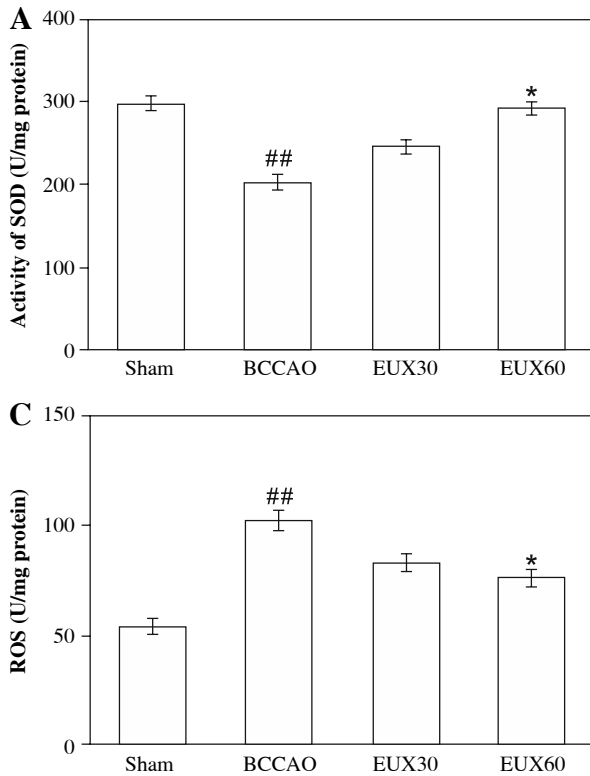 A
Activity of SOD (U/mg protein)
400
300
200
100
0
##
*
Sham BCCAO EUX30 EUX60
C
ROS (U/mg protein)
150
100
50
0
##
*
Sham BCCAO EUX30 EUX60